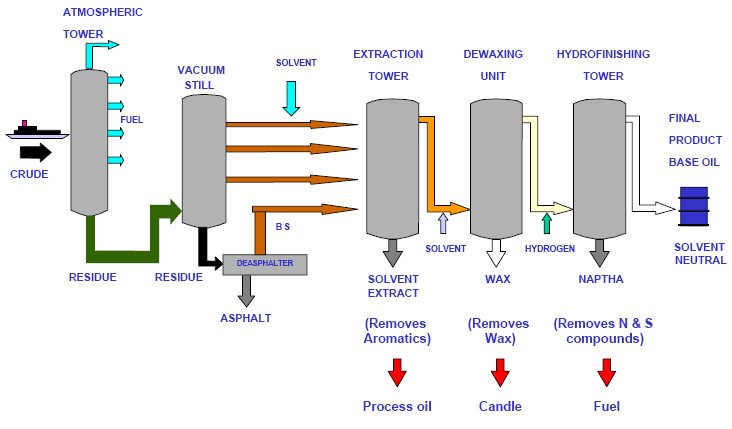 ATMOSPHERIC
TOWER
FUEL
CRUDE
RESIDUE
VACUUM
STILL
RESIDUE
B S
DEASPHALTER
ASPHALT
SOLVENT
EXTRACTION
TOWER
SOLVENT
EXTRACT
(Removes
Aromatics)
Process oil
SOLVENT
DEWAXING
UNIT
WAX
(Removes
Wax)
Candle
HYDROGEN
HYDROFINISHING
TOWER
NAPTHA
(Removes N & S
compounds)
Fuel
FINAL
PRODUCT
BASE OIL
SOLVENT
NEUTRAL